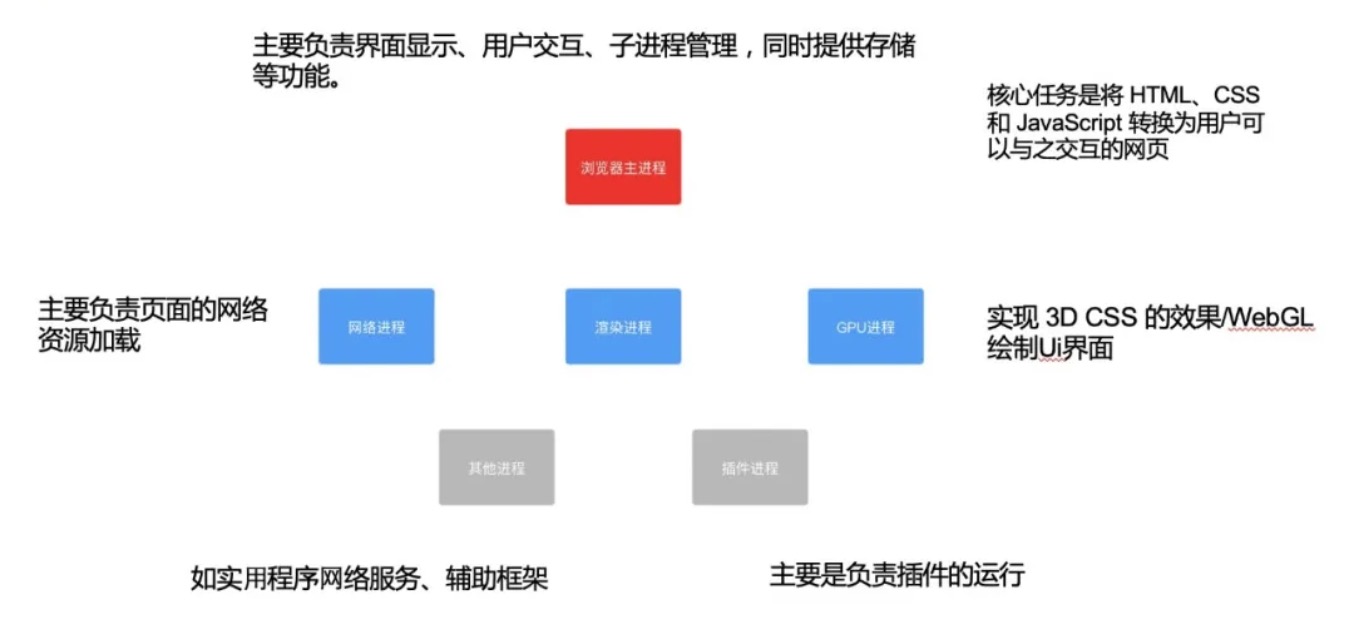 主要负责界面显示、用户交互、子进程管理，同时提供存储
等功能。
核心任务是将 HTML、CSS
和 JavaScript 转换为用户可
以与之交互的网页
浏览器主进程
主要负责页面的网络
资源加载
网络进程
渲染进程
GPU进程
实现 3D CSS 的效果/WebGL
绘制Ui界面
其他进程
插件进程
如实用程序网络服务、辅助框架
主要是负责插件的运行